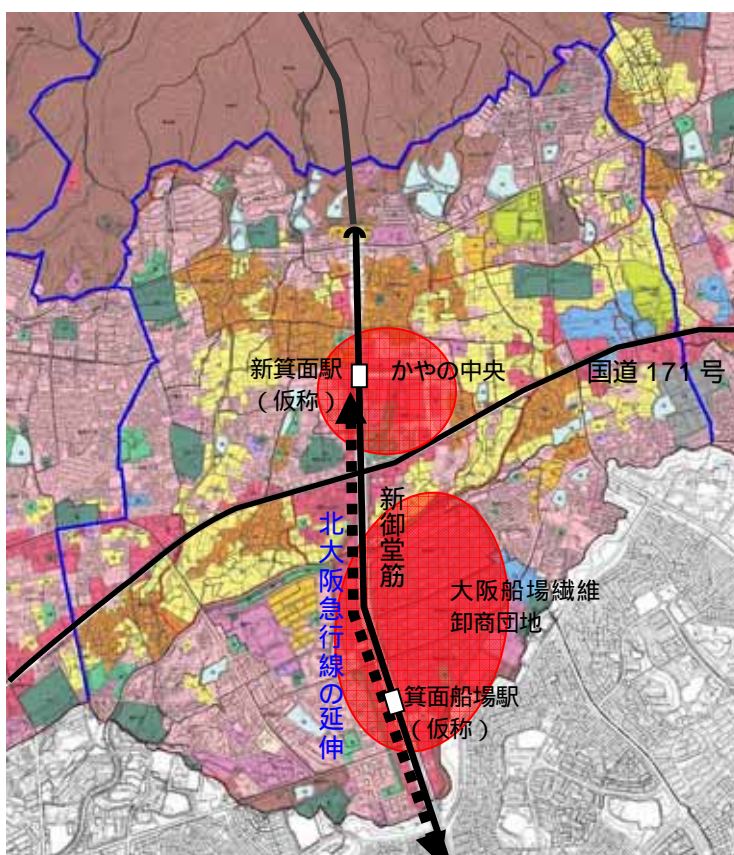 新箕面駅
（仮称）
かやの中央
国道 171 号
新御堂筋
北大阪急行線の延伸
大阪船場繊維
卸商団地
箕面船場駅
（仮称）